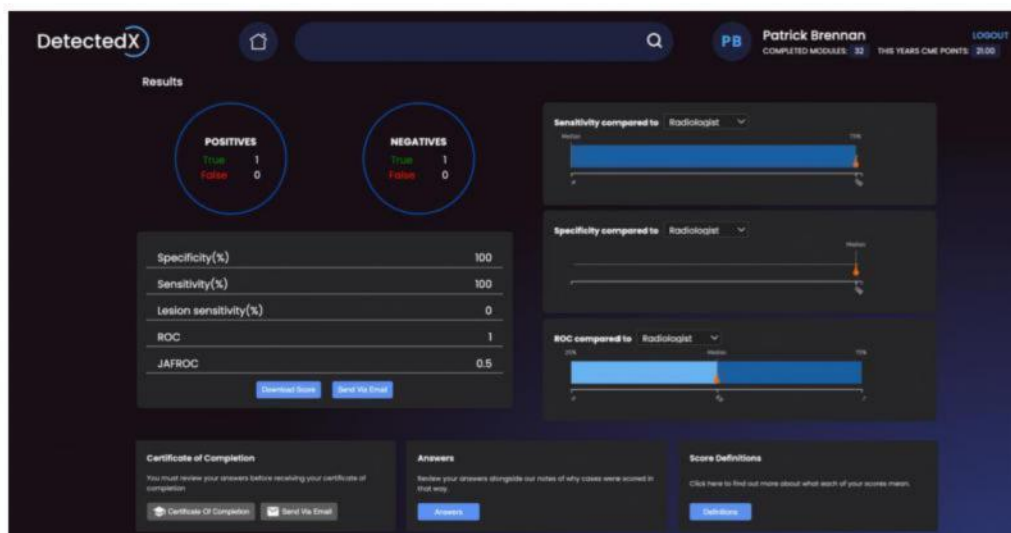 DetectedX
PB
Patrick Brennan
LOGOUT
COMPLETED MODULES: 32 THIS YEARS CME POINTS: 21.00
Results
POSITIVES
True 1
False 0
NEGATIVES
True 1
False 0
Sensitivity compared to Radiologist
Median 75%
Specificity(%) 100
Sensitivity(%) 100
Lesion sensitivity(%) 0
ROC 1
JAFROC 0.5
Download Score Send Via Email
Specificity compared to Radiologist
Median
ROC compared to Radiologist
25% Median 75%
Certificate of Completion
You must review your answers before receiving your certificate of
completion
Certificate Of Completion Send Via Email
Answers
Review your answers alongside our notes of why cases were scored in
that way.
Answers
Score Definitions
Click here to find out more about what each of your scores mean.
Definitions